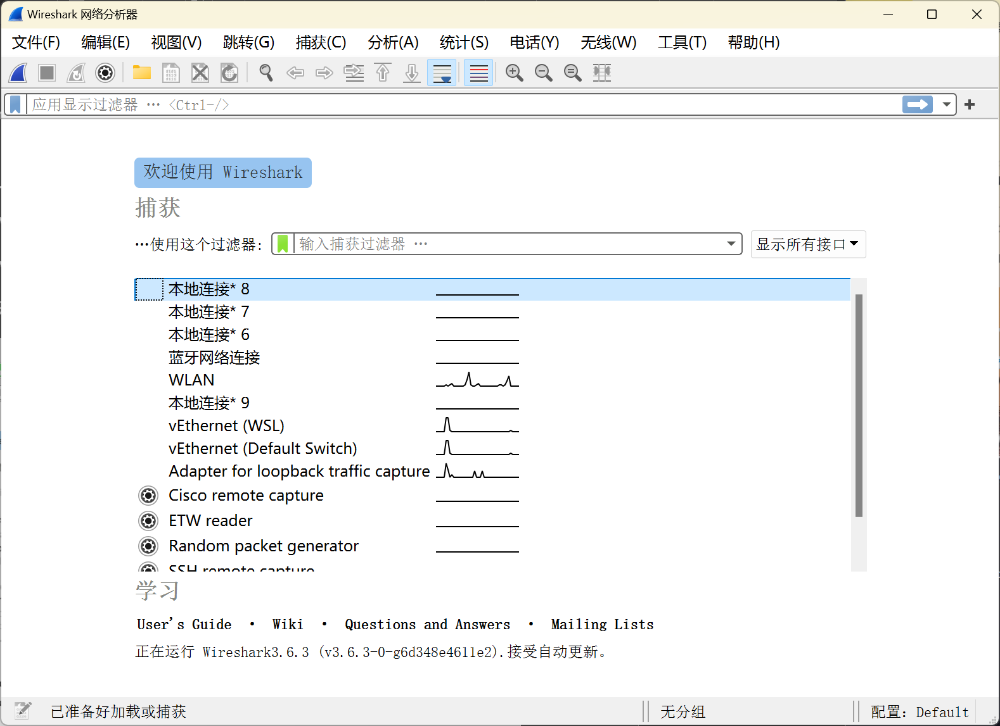 Wireshark 网络分析器
文件(F) 编辑(E) 视图(V) 跳转(G) 捕获(C) 分析(A) 统计(S) 电话(Y) 无线(W) 工具(T) 帮助(H)
应用显示过滤器 … <Ctrl-/>
欢迎使用 Wireshark
捕获
…使用这个过滤器: 输入捕获过滤器 … 显示所有接口
本地连接* 8
本地连接* 7
本地连接* 6
蓝牙网络连接
WLAN
本地连接* 9
vEthernet (WSL)
vEthernet (Default Switch)
Adapter for loopback traffic capture
Cisco remote capture
ETW reader
Random packet generator
SSH remote capture
学习
User's Guide · Wiki · Questions and Answers · Mailing Lists
正在运行 Wireshark3.6.3 (v3.6.3-0-g6d348e4611e2).接受自动更新。
已准备好加载或捕获 无分组 配置: Default